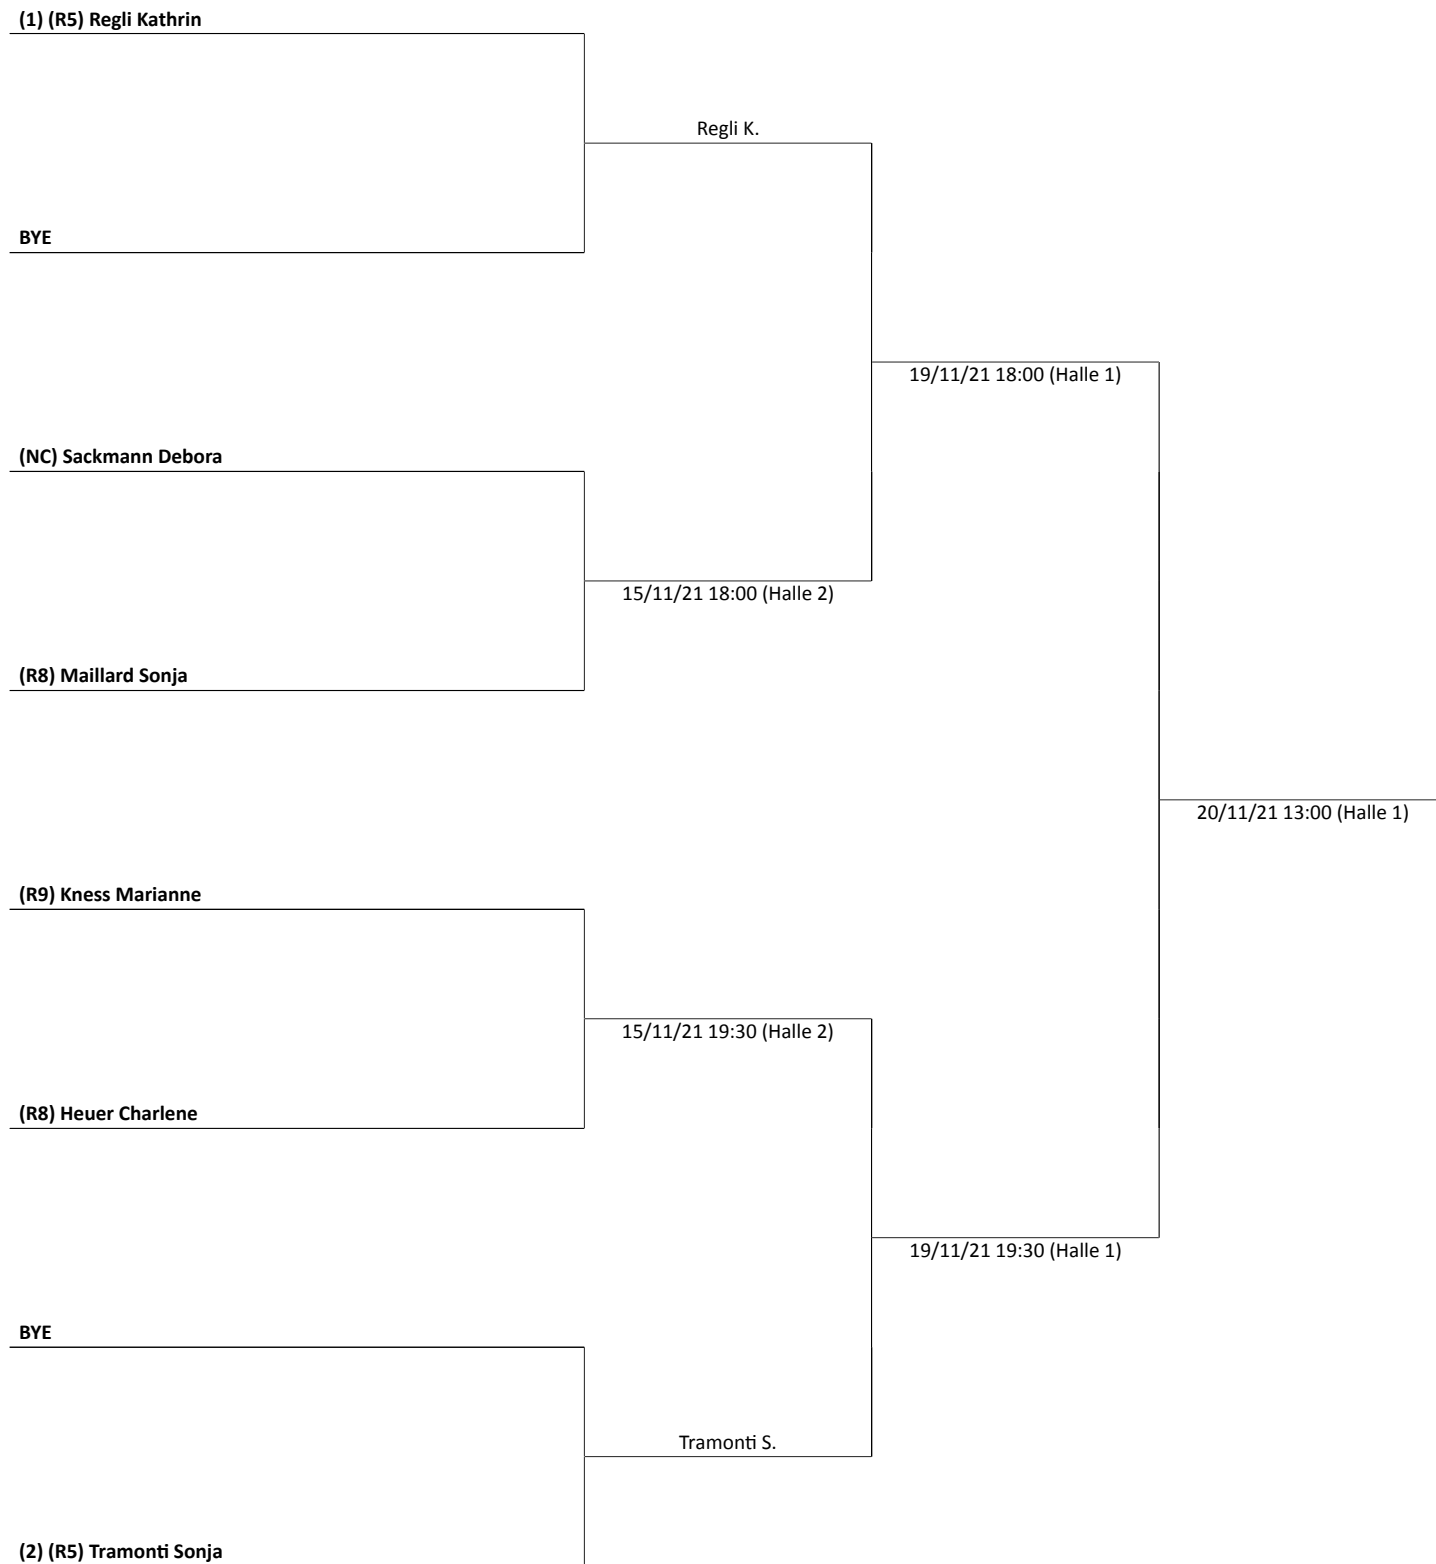 (1) (R5) Regli Kathrin
Regli K.
BYE
19/11/21 18:00 (Halle 1)
(NC) Sackmann Debora
15/11/21 18:00 (Halle 2)
(R8) Maillard Sonja
20/11/21 13:00 (Halle 1)
(R9) Kness Marianne
15/11/21 19:30 (Halle 2)
(R8) Heuer Charlene
19/11/21 19:30 (Halle 1)
BYE
Tramonti S.
(2) (R5) Tramonti Sonja